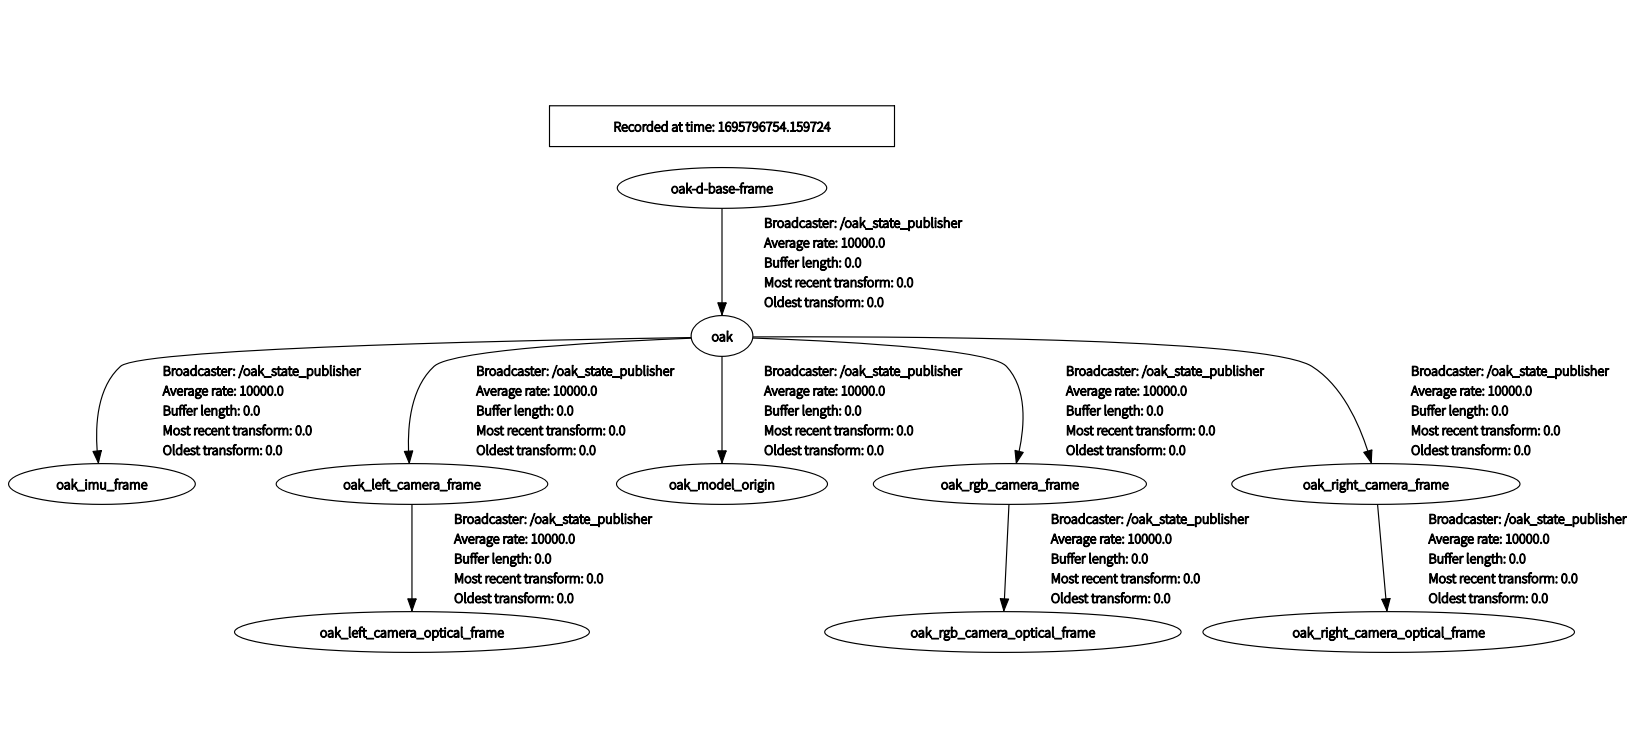 Recorded at time: 1695796754.159724
oak-d-base-frame
Broadcaster: /oak_state_publisher
Average rate: 10000.0
Buffer length: 0.0
Most recent transform: 0.0
Oldest transform: 0.0
oak
Broadcaster: /oak_state_publisher
Average rate: 10000.0
Buffer length: 0.0
Most recent transform: 0.0
Oldest transform: 0.0
Broadcaster: /oak_state_publisher
Average rate: 10000.0
Buffer length: 0.0
Most recent transform: 0.0
Oldest transform: 0.0
Broadcaster: /oak_state_publisher
Average rate: 10000.0
Buffer length: 0.0
Most recent transform: 0.0
Oldest transform: 0.0
Broadcaster: /oak_state_publisher
Average rate: 10000.0
Buffer length: 0.0
Most recent transform: 0.0
Oldest transform: 0.0
Broadcaster: /oak_state_publisher
Average rate: 10000.0
Buffer length: 0.0
Most recent transform: 0.0
Oldest transform: 0.0
oak_imu_frame
oak_left_camera_frame
oak_model_origin
oak_rgb_camera_frame
oak_right_camera_frame
Broadcaster: /oak_state_publisher
Average rate: 10000.0
Buffer length: 0.0
Most recent transform: 0.0
Oldest transform: 0.0
Broadcaster: /oak_state_publisher
Average rate: 10000.0
Buffer length: 0.0
Most recent transform: 0.0
Oldest transform: 0.0
Broadcaster: /oak_state_publisher
Average rate: 10000.0
Buffer length: 0.0
Most recent transform: 0.0
Oldest transform: 0.0
oak_left_camera_optical_frame
oak_rgb_camera_optical_frame
oak_right_camera_optical_frame